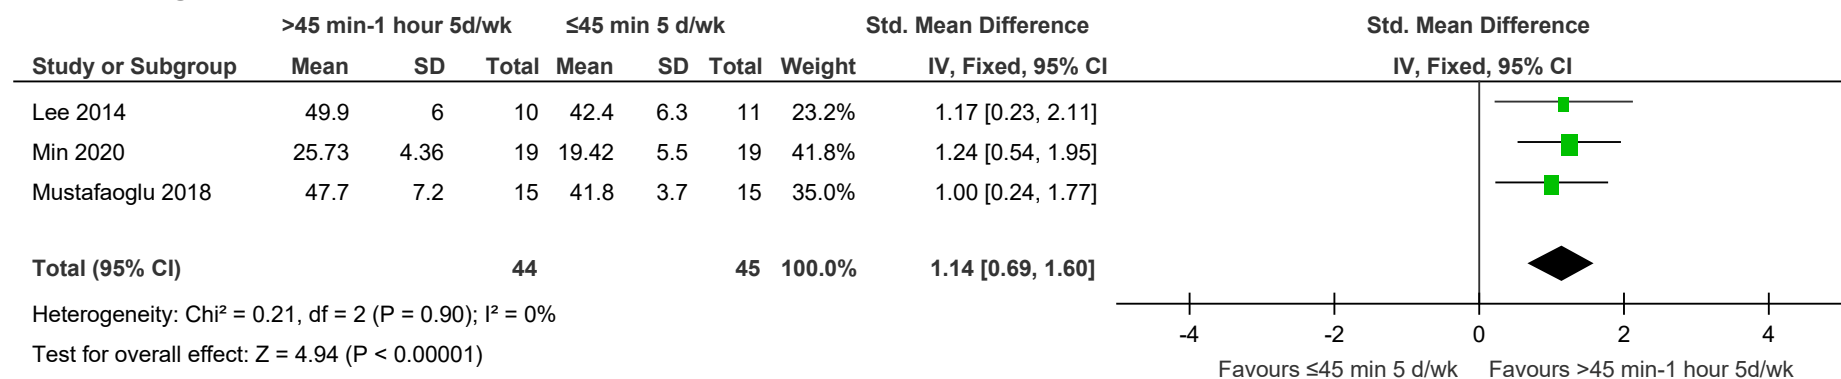 >45 min-1 hour 5d/wk ≤45 min 5 d/wk Std. Mean Difference Std. Mean Difference
Study or Subgroup Mean SD Total Mean SD Total Weight IV, Fixed, 95% CI IV, Fixed, 95% CI
Lee 2014 49.9 6 10 42.4 6.3 11 23.2% 1.17 [0.23, 2.11]
Min 2020 25.73 4.36 19 19.42 5.5 19 41.8% 1.24 [0.54, 1.95]
Mustafaoglu 2018 47.7 7.2 15 41.8 3.7 15 35.0% 1.00 [0.24, 1.77]
Total (95% CI) 44 45 100.0% 1.14 [0.69, 1.60]
Heterogeneity: Chi² = 0.21, df = 2 (P = 0.90); I² = 0%
Test for overall effect: Z = 4.94 (P < 0.00001)
-4 -2 0 2 4
Favours ≤45 min 5 d/wk Favours >45 min-1 hour 5d/wk